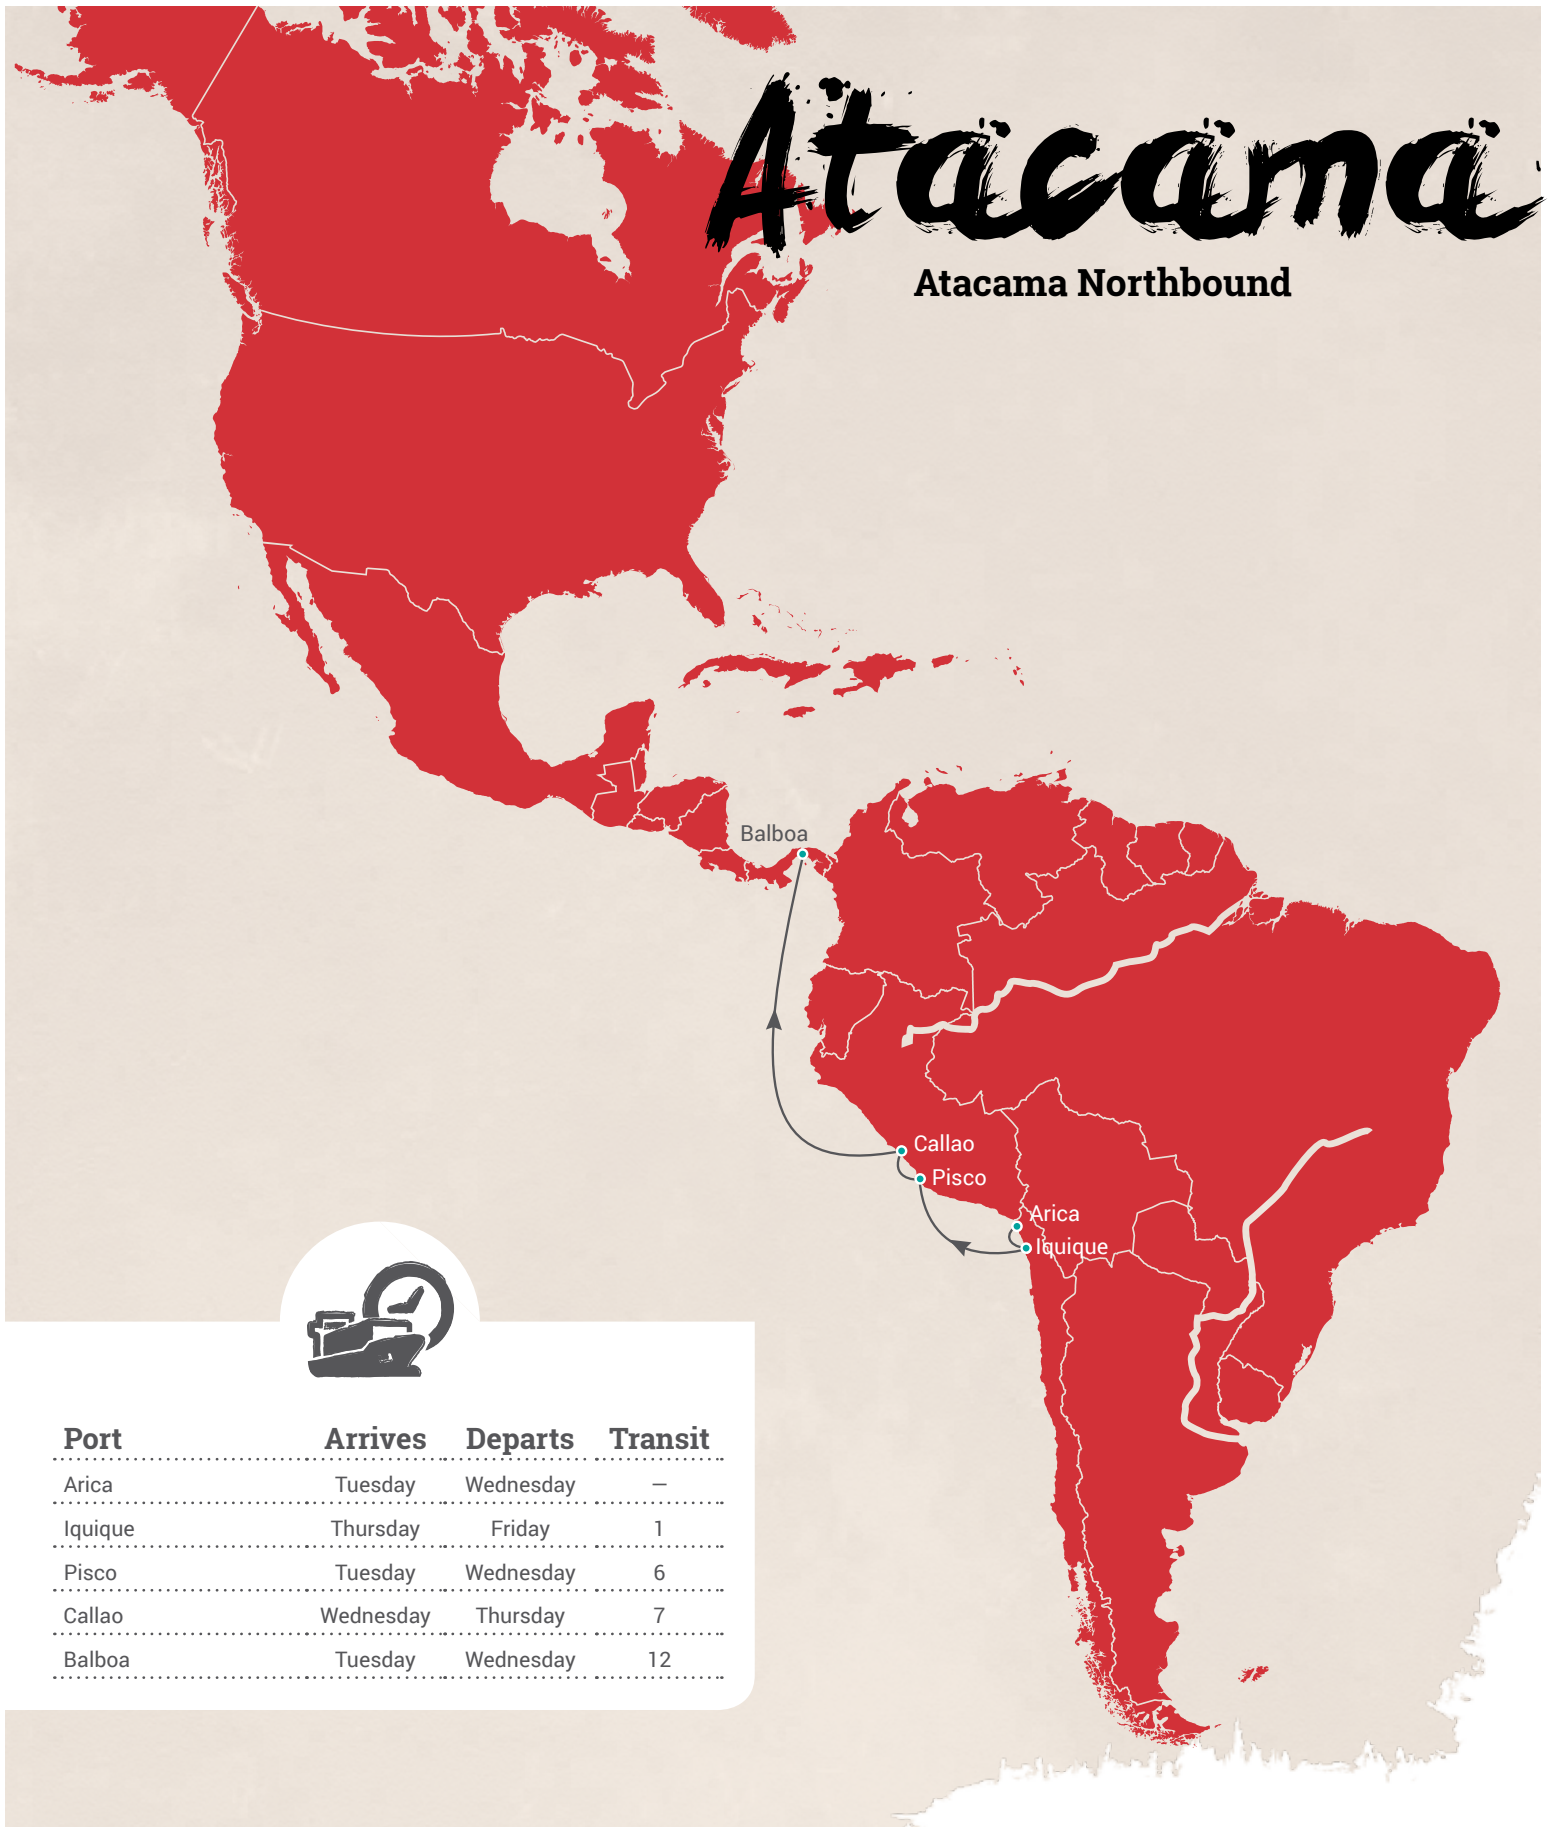 Atacama
Atacama Northbound
Balboa
Callao
Pisco
Arica
Iquique
Port Arrives Departs Transit
Arica Tuesday Wednesday —
Iquique Thursday Friday 1
Pisco Tuesday Wednesday 6
Callao Wednesday Thursday 7
Balboa Tuesday Wednesday 12